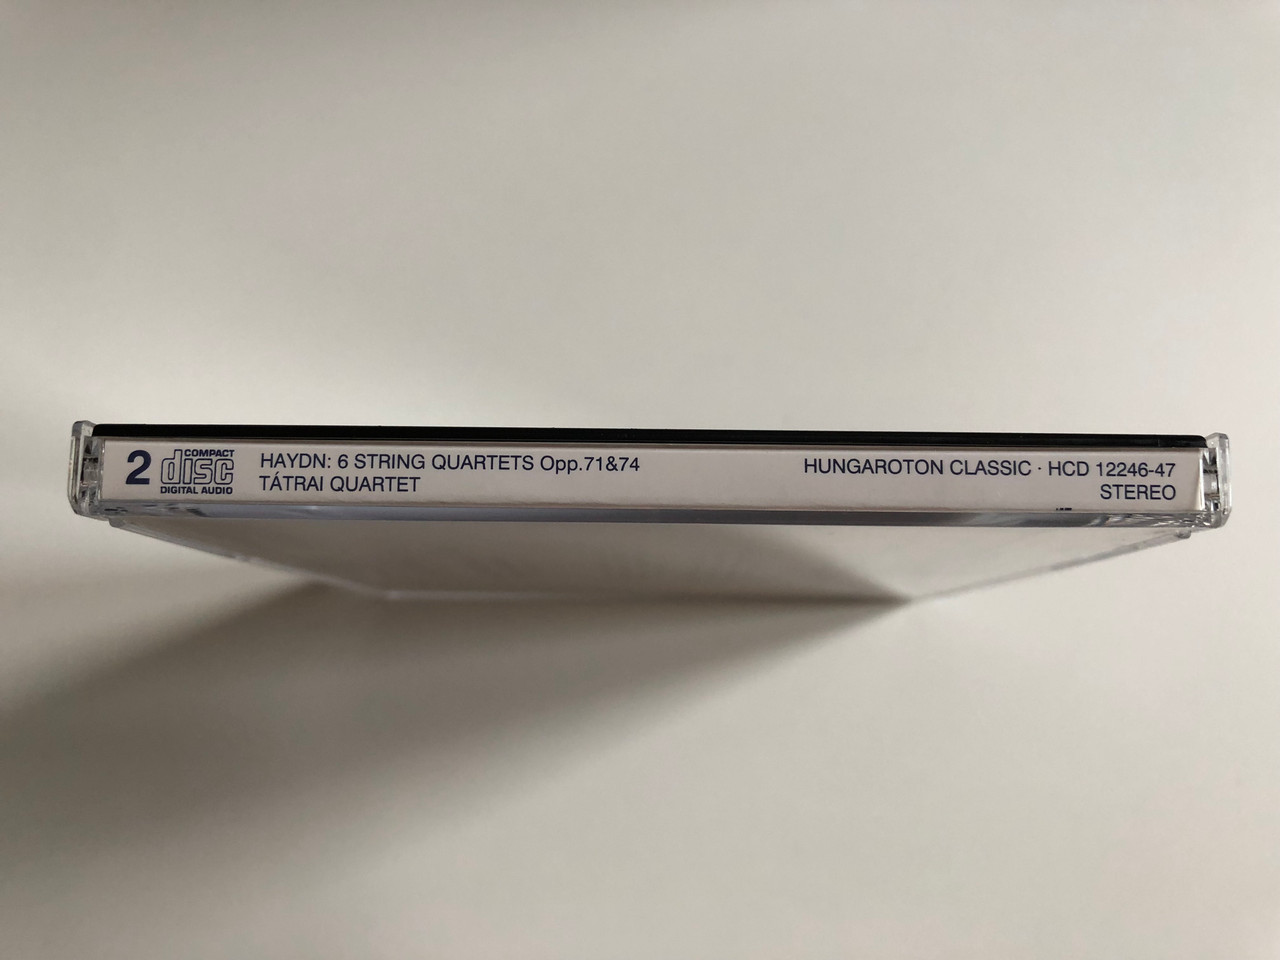 2 COMPACT disc DIGITAL AUDIO
HAYDN: 6 STRING QUARTETS Opp.71&74
TÁTRAI QUARTET
HUNGAROTON CLASSIC · HCD 12246-47
STEREO